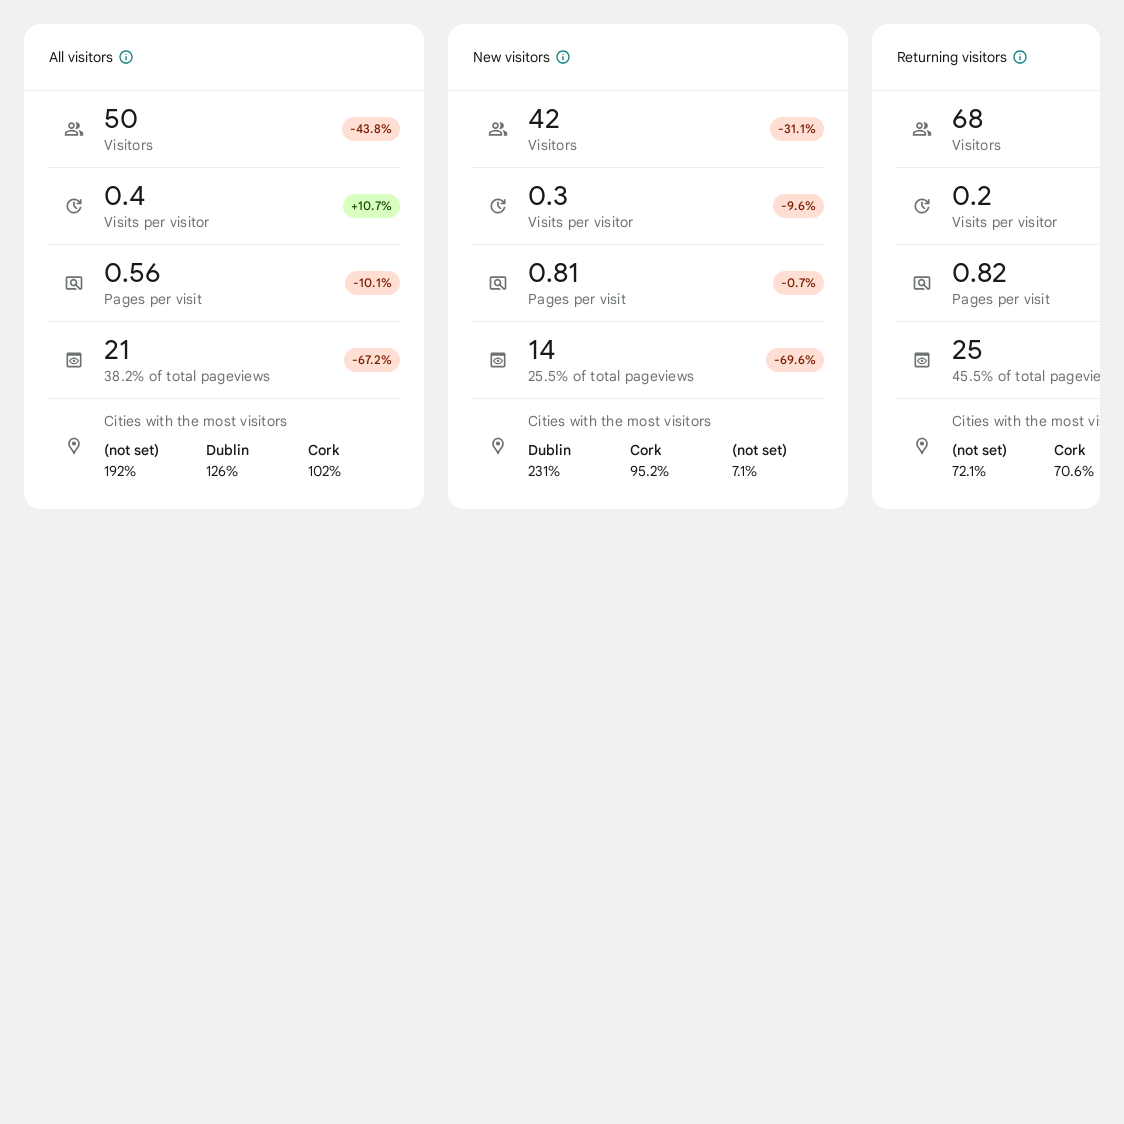 All visitors
50
Visitors
-43.8%
0.4
Visits per visitor
+10.7%
0.56
Pages per visit
-10.1%
21
38.2% of total pageviews
-67.2%
Cities with the most visitors
(not set) Dublin Cork
192% 126% 102%
New visitors
42
Visitors
-31.1%
0.3
Visits per visitor
-9.6%
0.81
Pages per visit
-0.7%
14
25.5% of total pageviews
-69.6%
Cities with the most visitors
Dublin Cork (not set)
231% 95.2% 7.1%
Returning visitors
68
Visitors
0.2
Visits per visitor
0.82
Pages per visit
25
45.5% of total pagevie
Cities with the most vi
(not set) Cork
72.1% 70.6%